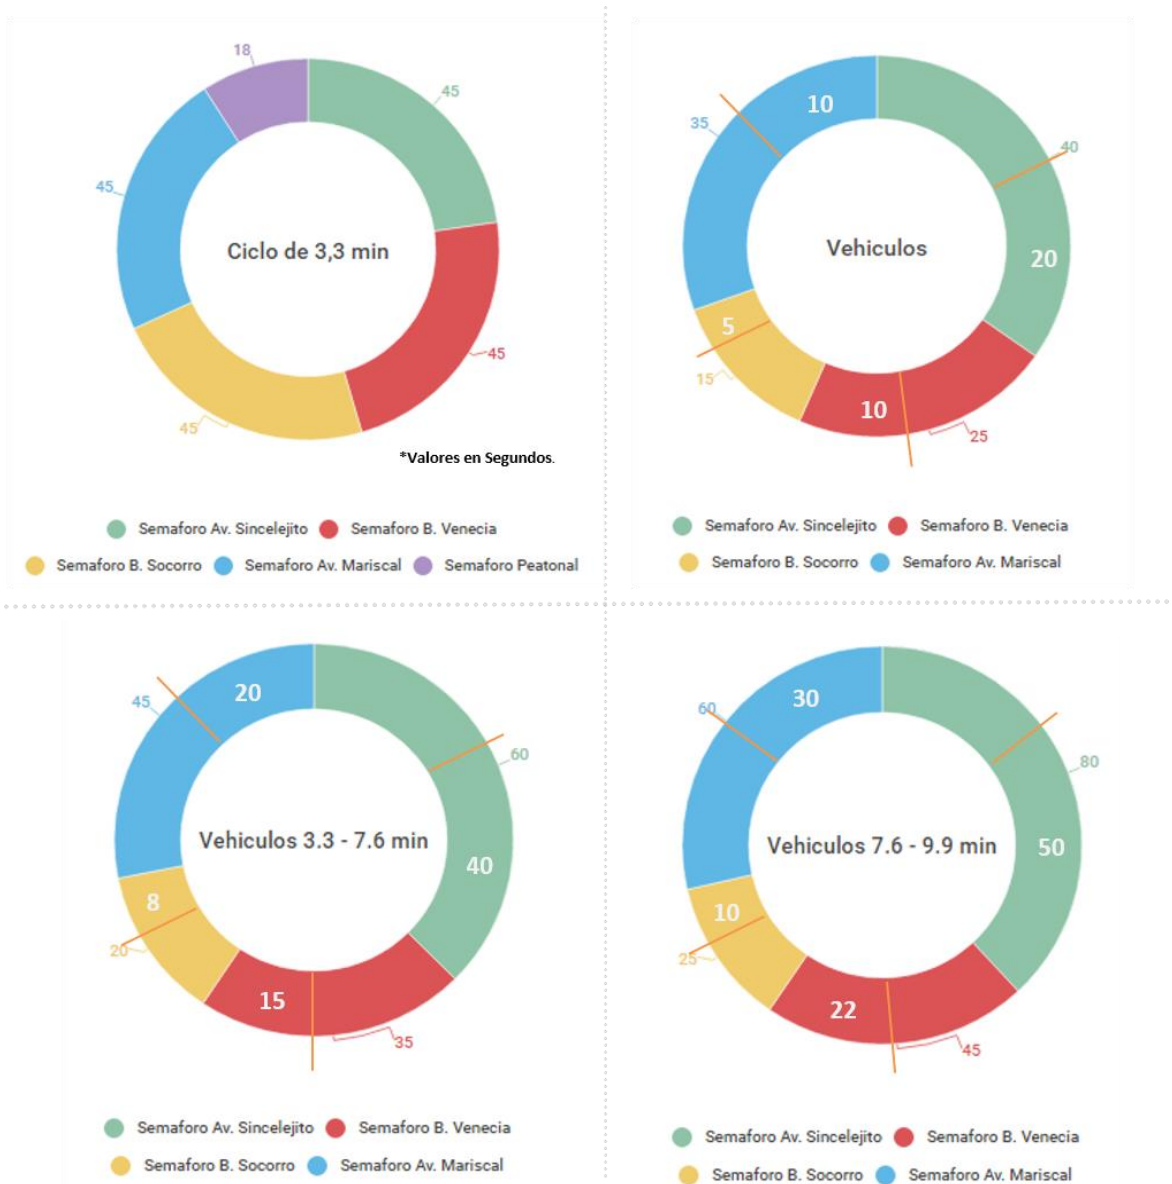 18
45
45
Ciclo de 3,3 min
45
45
*Valores en Segundos.
Semaforo Av. Sincelejito Semaforo B. Venecia
Semaforo B. Socorro Semaforo Av. Mariscal Semaforo Peatonal
10
35
40
Vehiculos
20
5
15
10
25
Semaforo Av. Sincelejito Semaforo B. Venecia
Semaforo B. Socorro Semaforo Av. Mariscal
20
45
60
Vehiculos 3.3 - 7.6 min
40
8
20
15
35
Semaforo Av. Sincelejito Semaforo B. Venecia
Semaforo B. Socorro Semaforo Av. Mariscal
30
60
80
Vehiculos 7.6 - 9.9 min
50
10
25
22
45
Semaforo Av. Sincelejito Semaforo B. Venecia
Semaforo B. Socorro Semaforo Av. Mariscal